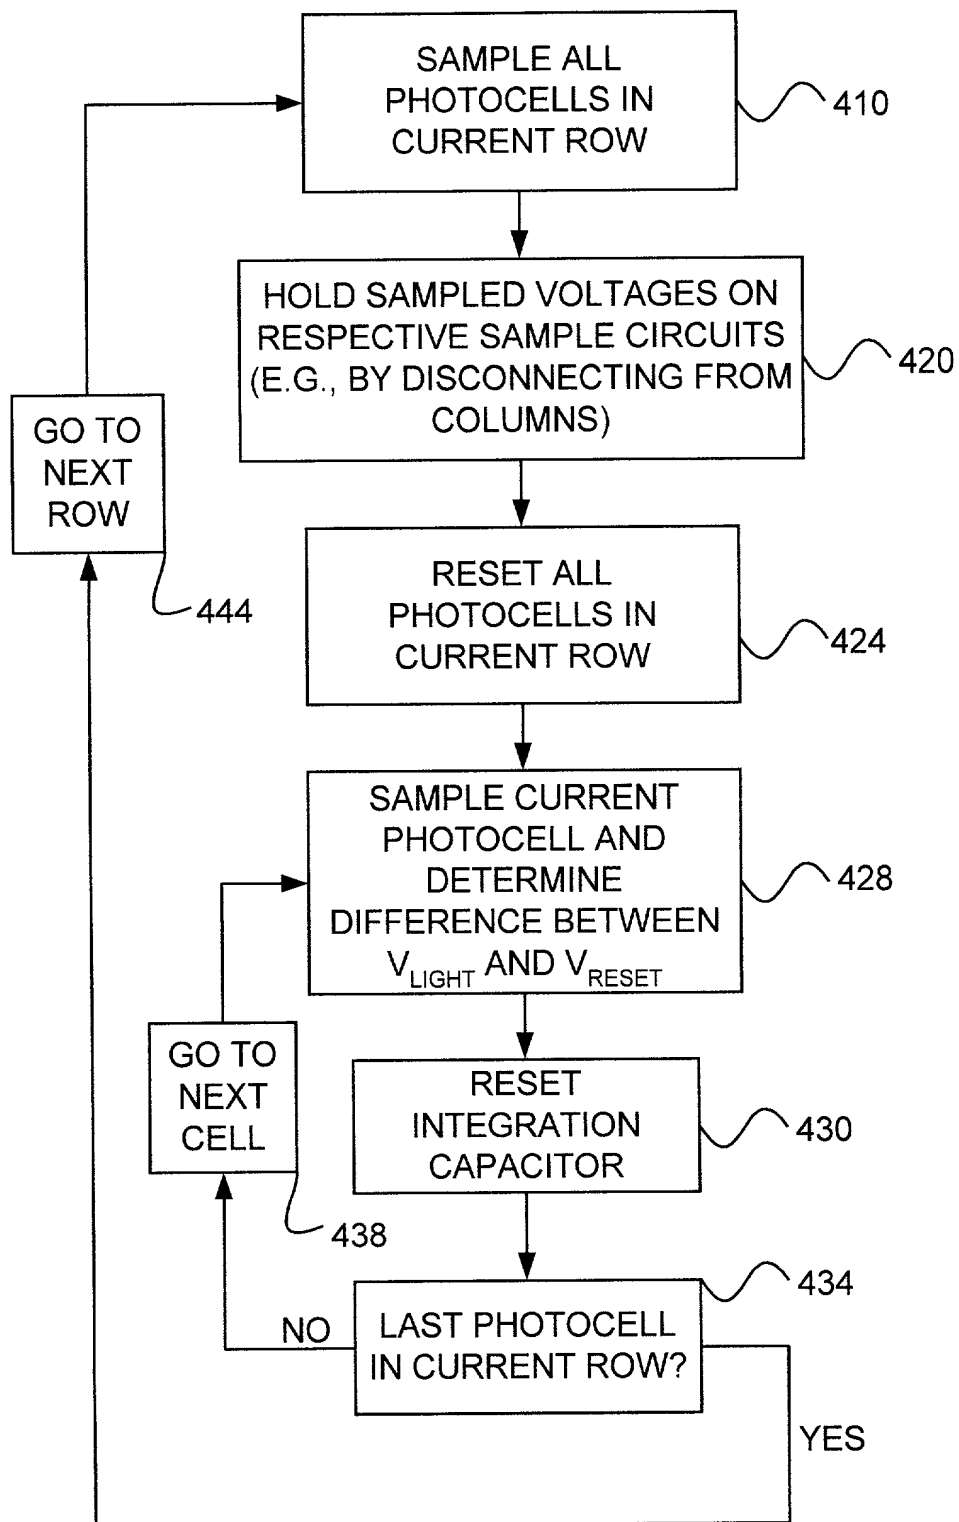 SAMPLE ALL
PHOTOCELLS IN
CURRENT ROW
410
HOLD SAMPLED VOLTAGES ON
RESPECTIVE SAMPLE CIRCUITS
(E.G., BY DISCONNECTING FROM
COLUMNS)
420
GO TO
NEXT
ROW
444
RESET ALL
PHOTOCELLS IN
CURRENT ROW
424
SAMPLE CURRENT
PHOTOCELL AND
DETERMINE
DIFFERENCE BETWEEN
VLIGHT AND VRESET
428
GO TO
NEXT
CELL
438
RESET
INTEGRATION
CAPACITOR
430
LAST PHOTOCELL
IN CURRENT ROW?
434
NO
YES